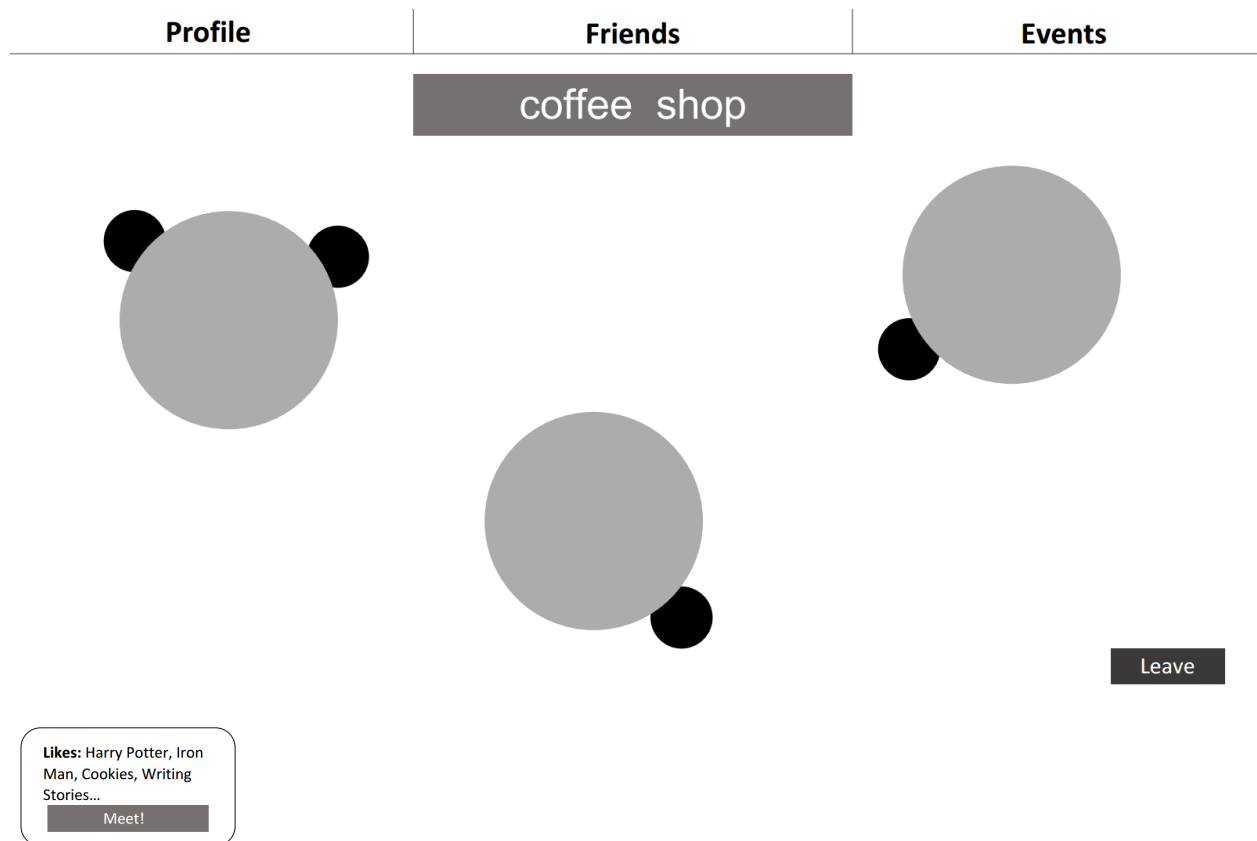 Profile
Friends
Events
coffee shop
Leave
Likes: Harry Potter, Iron
Man, Cookies, Writing
Stories...
Meet!